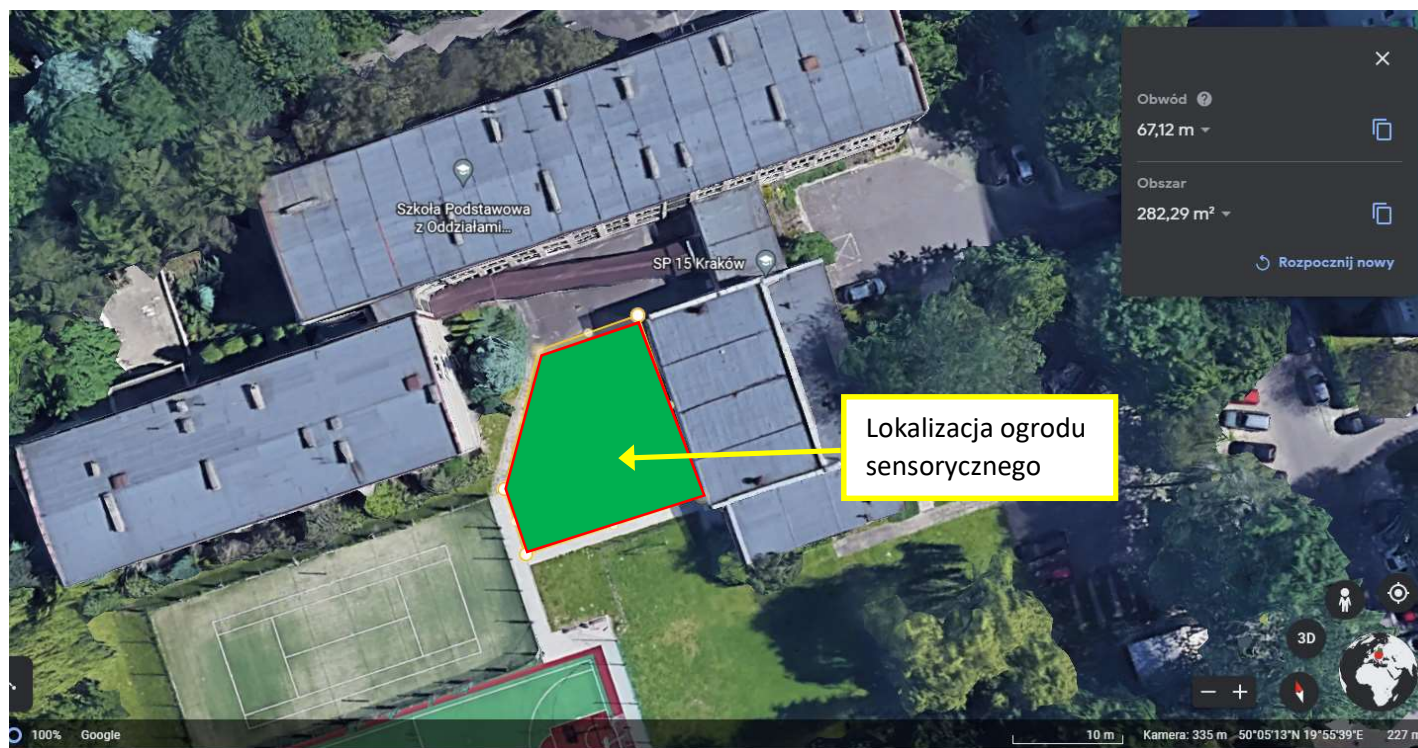 Obwód
67,12 m
Obszar
282,29 m²
Rozpocznij nowy
Szkoła Podstawowa
z Oddziałami...
SP 15 Kraków
Lokalizacja ogrodu
sensorycznego
3D
100% Google
10 m Kamera: 335 m 50°05'13"N 19°55'39"E 227 m